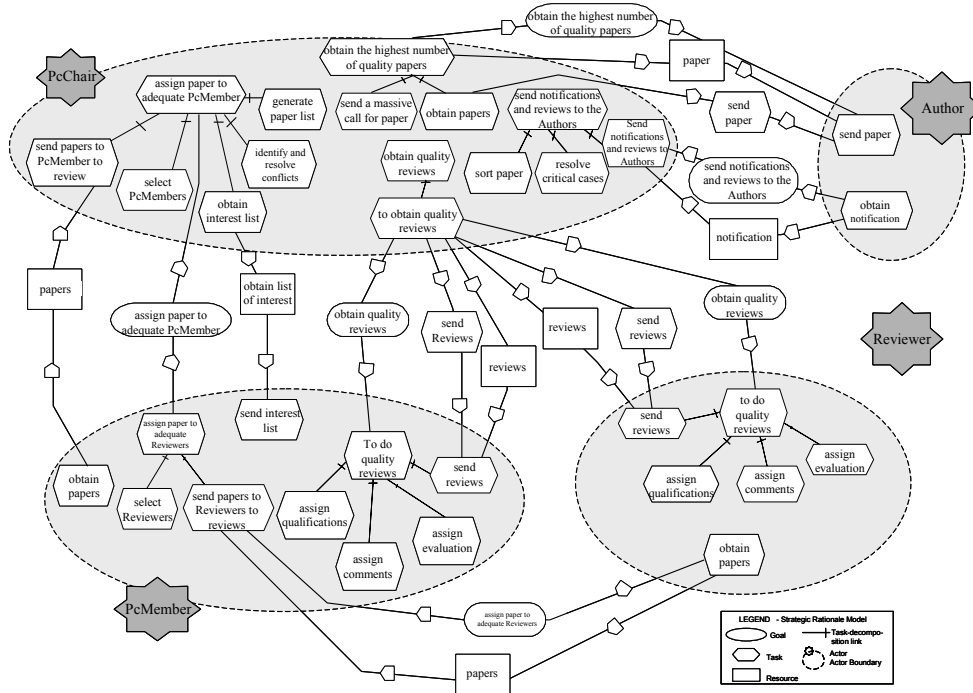 obtain the highest number
of quality papers
obtain the highest number
of quality papers
paper
PcChair
Author
assign paper to
adequate PcMember
generate
paper list
send a massive
call for paper
obtain papers
send notifications
and reviews to the
Authors
send
paper
send paper
Send
notifications
and reviews to
Authors
send papers to
PcMember to
review
identify and
resolve
conflicts
obtain quality
reviews
sort paper
resolve
critical cases
send notifications
and reviews to the
Authors
select
PcMembers
obtain
interest list
to obtain quality
reviews
obtain
notification
notification
papers
obtain list
of interest
assign paper to
adequate PcMember
obtain quality
reviews
send
Reviews
reviews
send
reviews
obtain quality
reviews
Reviewer
reviews
send interest
list
assign paper to
adequate
Reviewers
send
reviews
to do
quality
reviews
To do
quality
reviews
send
reviews
assign
evaluation
obtain
papers
select
Reviewers
send papers to
Reviewers to
reviews
assign
qualifications
assign
comments
assign
qualifications
assign
evaluation
assign
comments
obtain
papers
PcMember
assign paper to
adequate Reviewers
papers
LEGEND - Strategic Rationale Model
Goal
Task-decompo-
sition link
Task
Actor
Actor Boundary
Resource